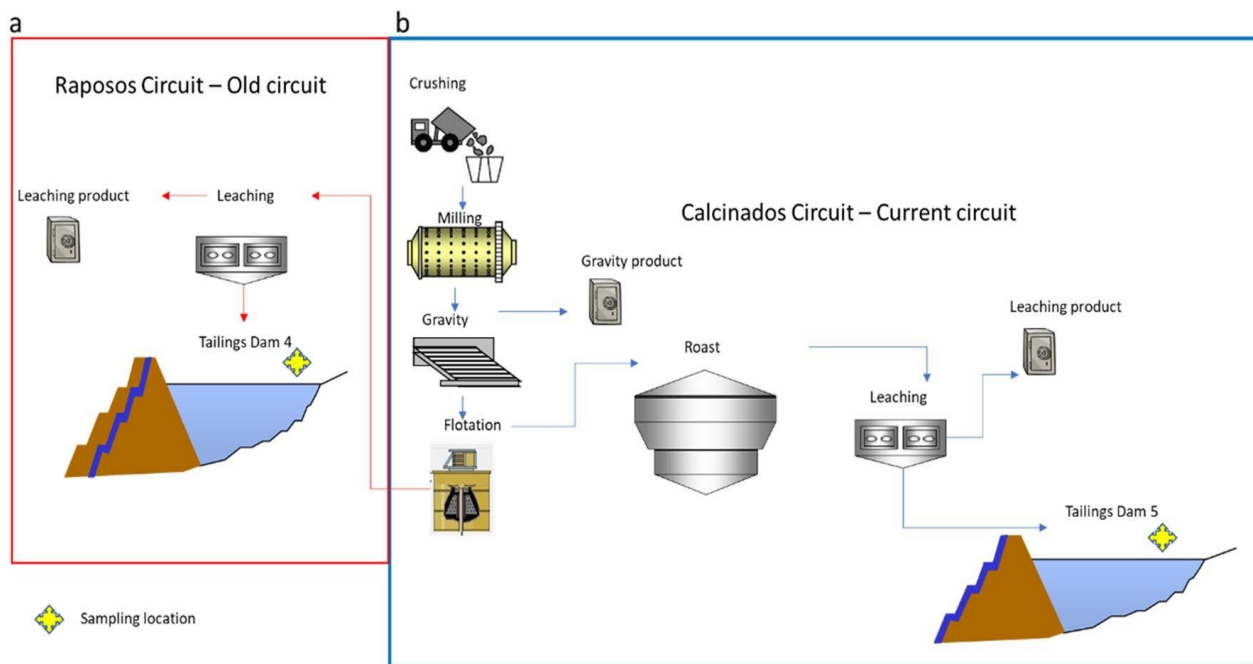 a
b
Raposos Circuit – Old circuit
Leaching product
Leaching
Tailings Dam 4
Sampling location
Crushing
Milling
Gravity
Flotation
Calcinados Circuit – Current circuit
Gravity product
Roast
Leaching
Leaching product
Tailings Dam 5